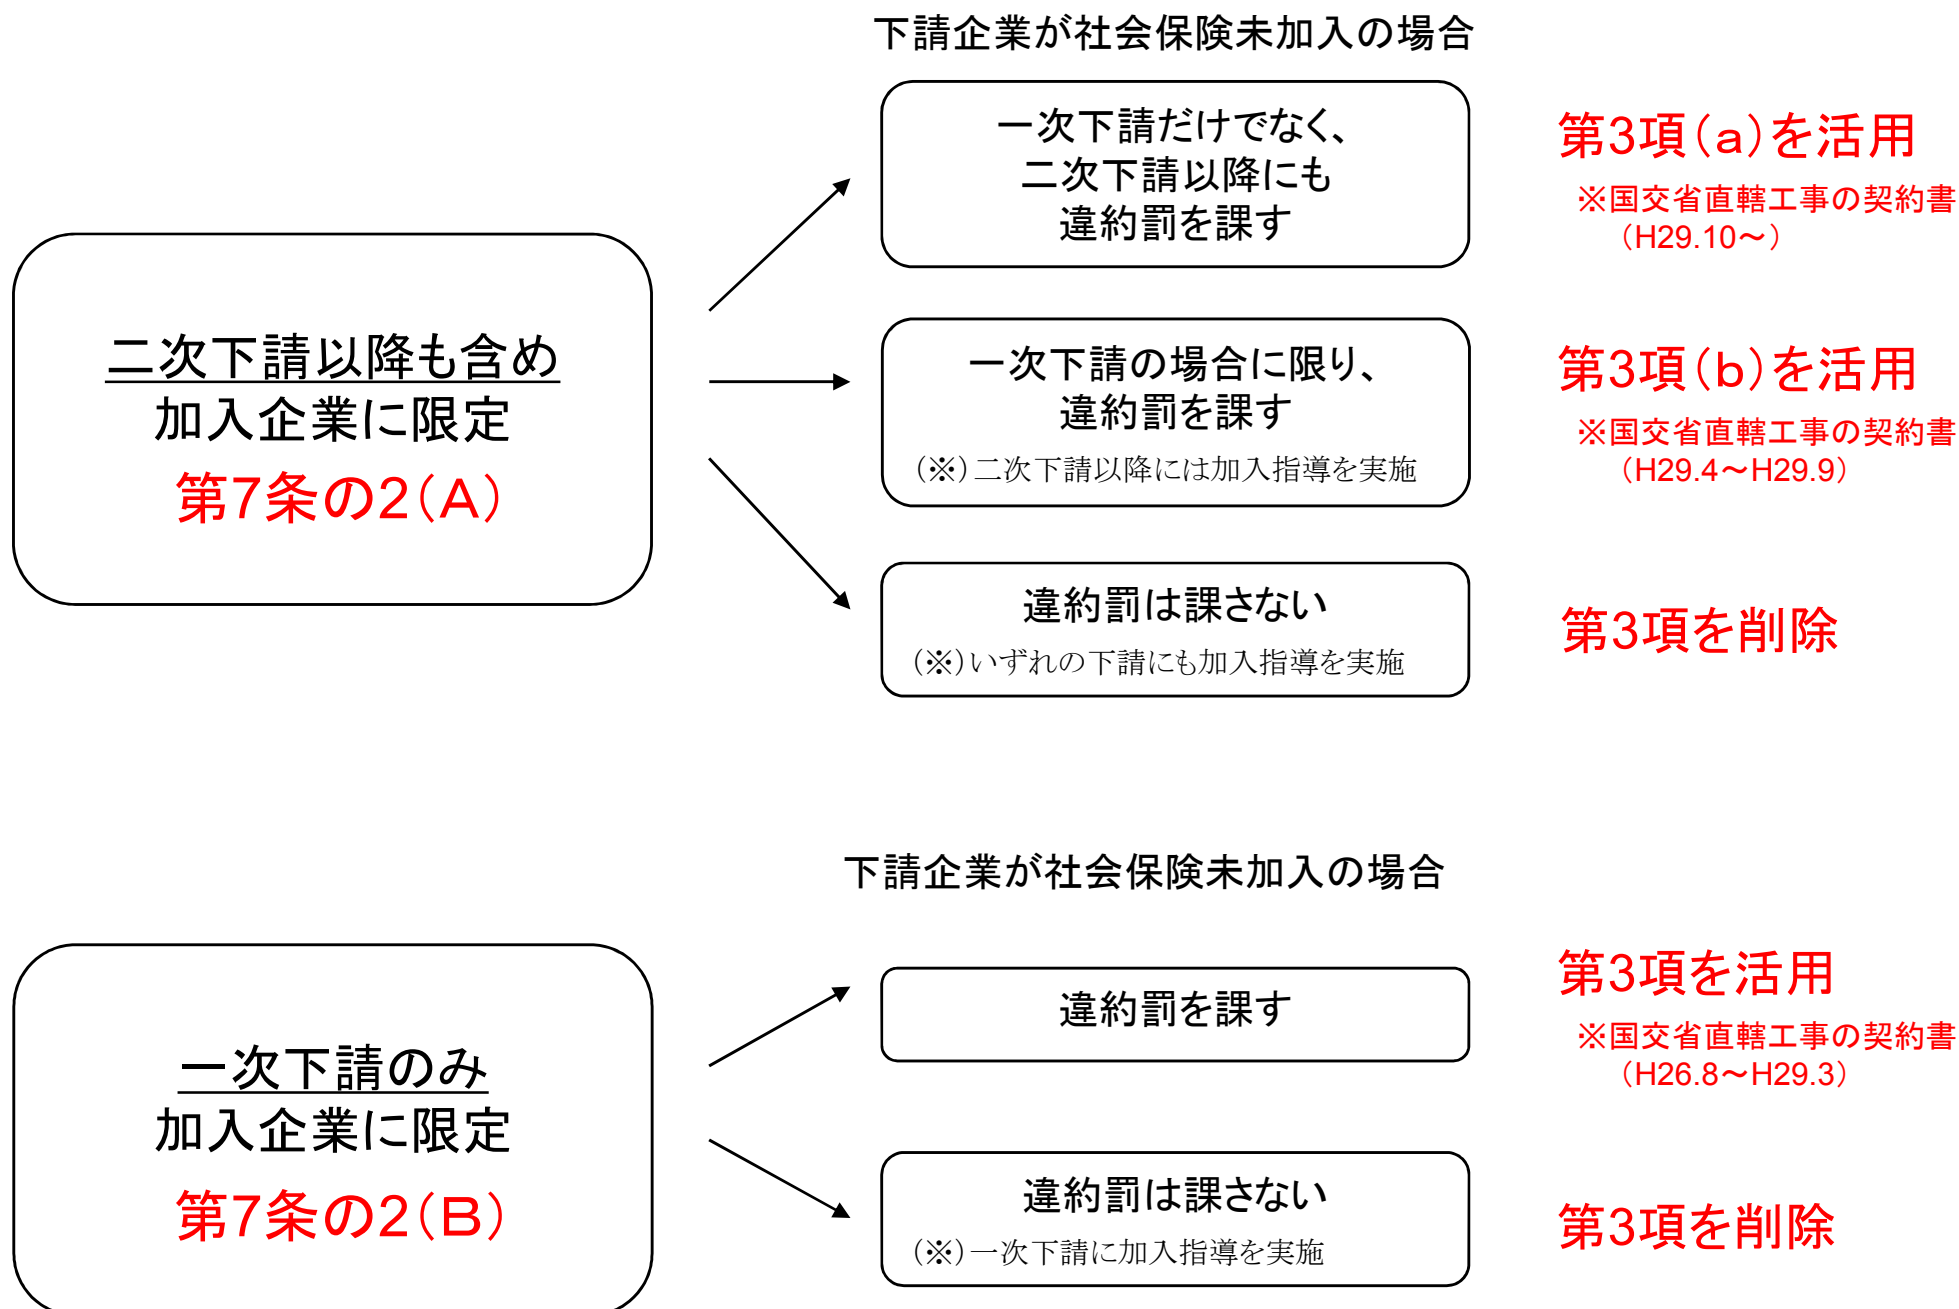 下請企業が社会保険未加入の場合
二次下請以降も含め
加入企業に限定
第7条の2(A)
一次下請だけでなく、
二次下請以降にも
違約罰を課す
第3項(a)を活用
※国交省直轄工事の契約書
(H29.10～)
一次下請の場合に限り、
違約罰を課す
(※)二次下請以降には加入指導を実施
第3項(b)を活用
※国交省直轄工事の契約書
(H29.4～H29.9)
違約罰は課さない
(※)いずれの下請にも加入指導を実施
第3項を削除
下請企業が社会保険未加入の場合
一次下請のみ
加入企業に限定
第7条の2(B)
違約罰を課す
第3項を活用
※国交省直轄工事の契約書
(H26.8～H29.3)
違約罰は課さない
(※)一次下請に加入指導を実施
第3項を削除